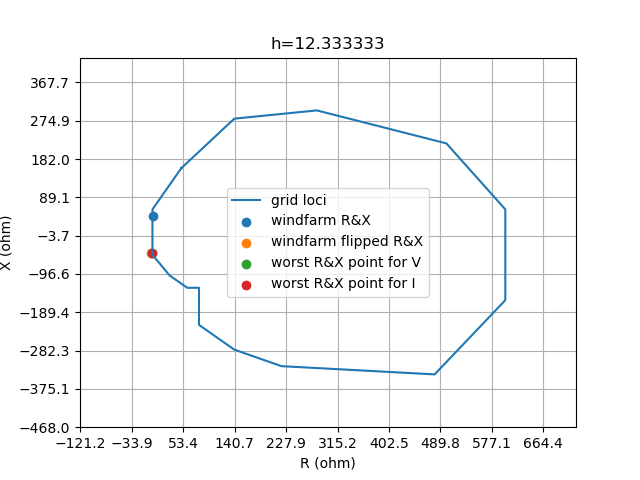 h=12.333333
367.7
274.9
182.0
89.1
−3.7
−96.6
−189.4
−282.3
−375.1
−468.0
X (ohm)
grid loci
windfarm R&X
windfarm flipped R&X
worst R&X point for V
worst R&X point for I
−121.2 −33.9 53.4 140.7 227.9 315.2 402.5 489.8 577.1 664.4
R (ohm)